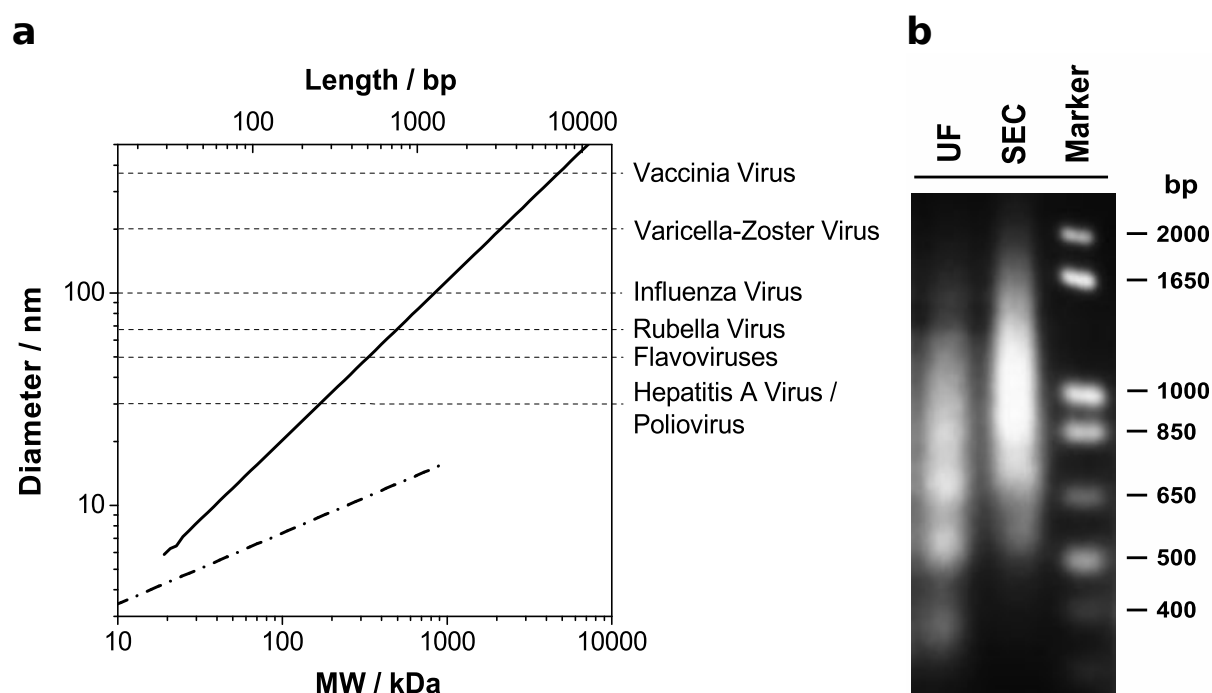 a
Length / bp
100 1000 10000
Diameter / nm
100
10
Vaccinia Virus
Varicella-Zoster Virus
Influenza Virus
Rubella Virus
Flavoviruses
Hepatitis A Virus /
Poliovirus
10 100 1000 10000
MW / kDa
b
UF
SEC
Marker
bp
2000
1650
1000
850
650
500
400